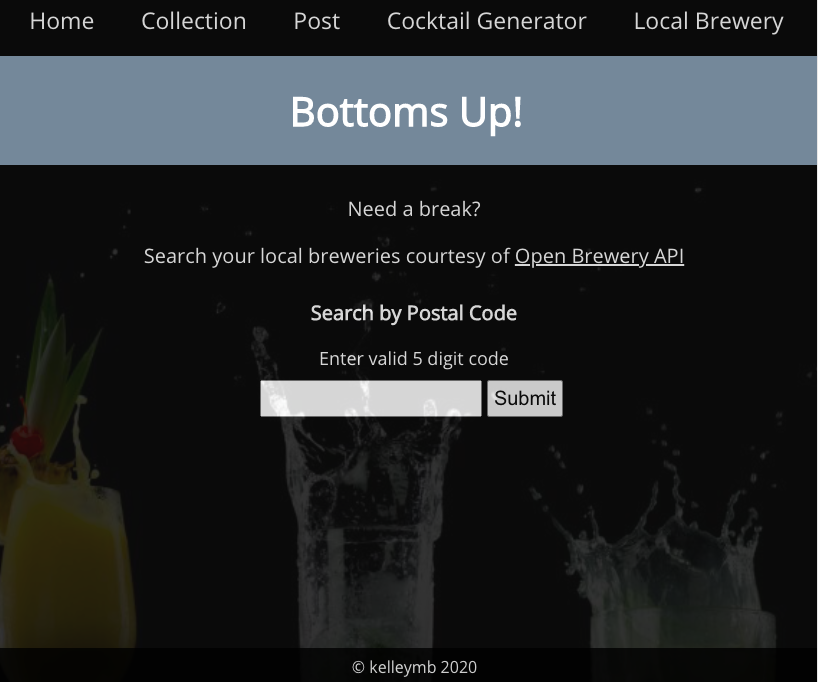 Home Collection Post Cocktail Generator Local Brewery
Bottoms Up!
Need a break?
Search your local breweries courtesy of Open Brewery API
Search by Postal Code
Enter valid 5 digit code
Submit
© kelleymb 2020